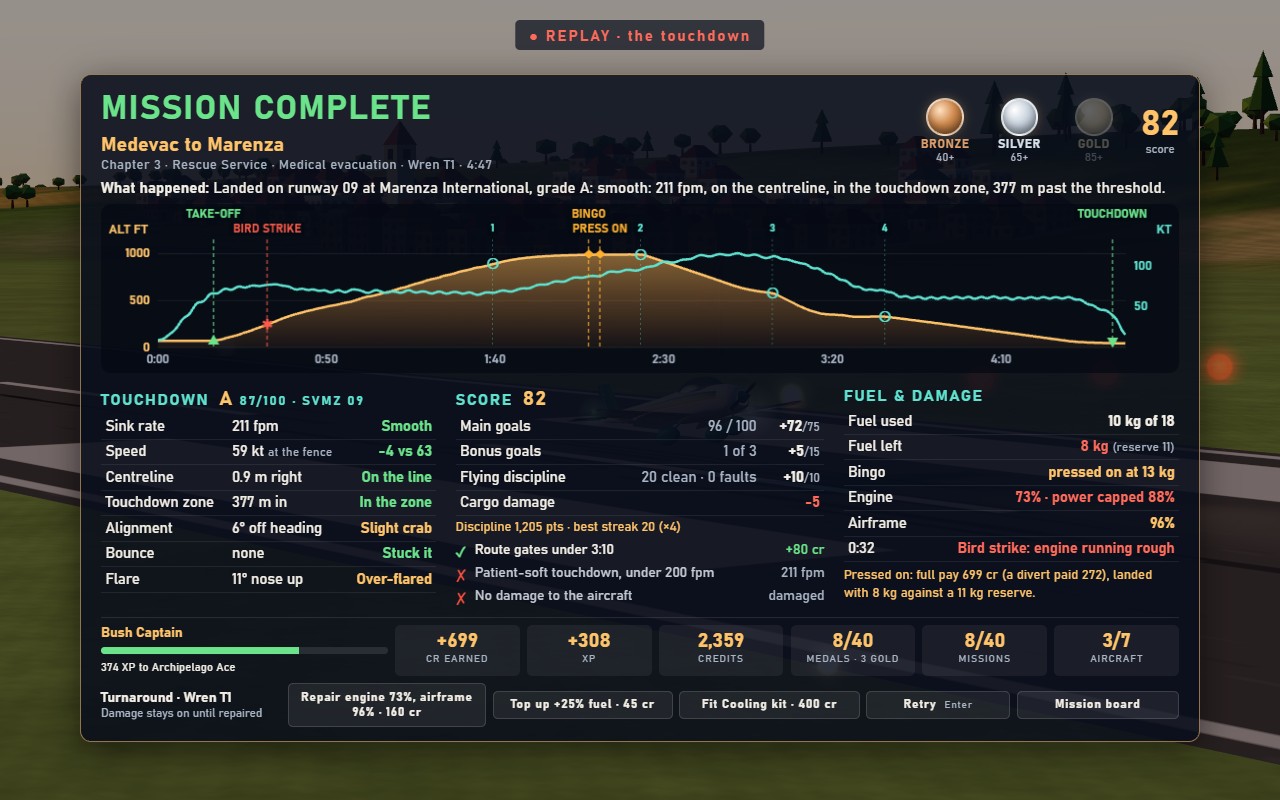 ● REPLAY · the touchdown
MISSION COMPLETE
Medevac to Marenza
Chapter 3 · Rescue Service · Medical evacuation · Wren T1 · 4:47
BRONZE
40+
SILVER
65+
GOLD
85+
82
score
What happened: Landed on runway 09 at Marenza International, grade A: smooth: 211 fpm, on the centreline, in the touchdown zone, 377 m past the threshold.
TAKE-OFF BINGO TOUCHDOWN
ALT FT BIRD STRIKE 1 PRESS ON 2 3 4 KT
1000 100
500 50
0
0:00 0:50 1:40 2:30 3:20 4:10
TOUCHDOWN A 87/100 · SVMZ 09
Sink rate 211 fpm Smooth
Speed 59 kt at the fence -4 vs 63
Centreline 0.9 m right On the line
Touchdown zone 377 m in In the zone
Alignment 6° off heading Slight crab
Bounce none Stuck it
Flare 11° nose up Over-flared
SCORE 82
Main goals 96 / 100 +72/75
Bonus goals 1 of 3 +5/15
Flying discipline 20 clean · 0 faults +10/10
Cargo damage -5
Discipline 1,205 pts · best streak 20 (×4)
✓ Route gates under 3:10 +80 cr
✗ Patient-soft touchdown, under 200 fpm 211 fpm
✗ No damage to the aircraft damaged
FUEL & DAMAGE
Fuel used 10 kg of 18
Fuel left 8 kg (reserve 11)
Bingo pressed on at 13 kg
Engine 73% · power capped 88%
Airframe 96%
0:32 Bird strike: engine running rough
Pressed on: full pay 699 cr (a divert paid 272), landed
with 8 kg against a 11 kg reserve.
Bush Captain
374 XP to Archipelago Ace
+699
CR EARNED
+308
XP
2,359
CREDITS
8/40
MEDALS · 3 GOLD
8/40
MISSIONS
3/7
AIRCRAFT
Turnaround · Wren T1
Damage stays on until repaired
Repair engine 73%, airframe
96% · 160 cr
Top up +25% fuel · 45 cr
Fit Cooling kit · 400 cr
Retry Enter
Mission board